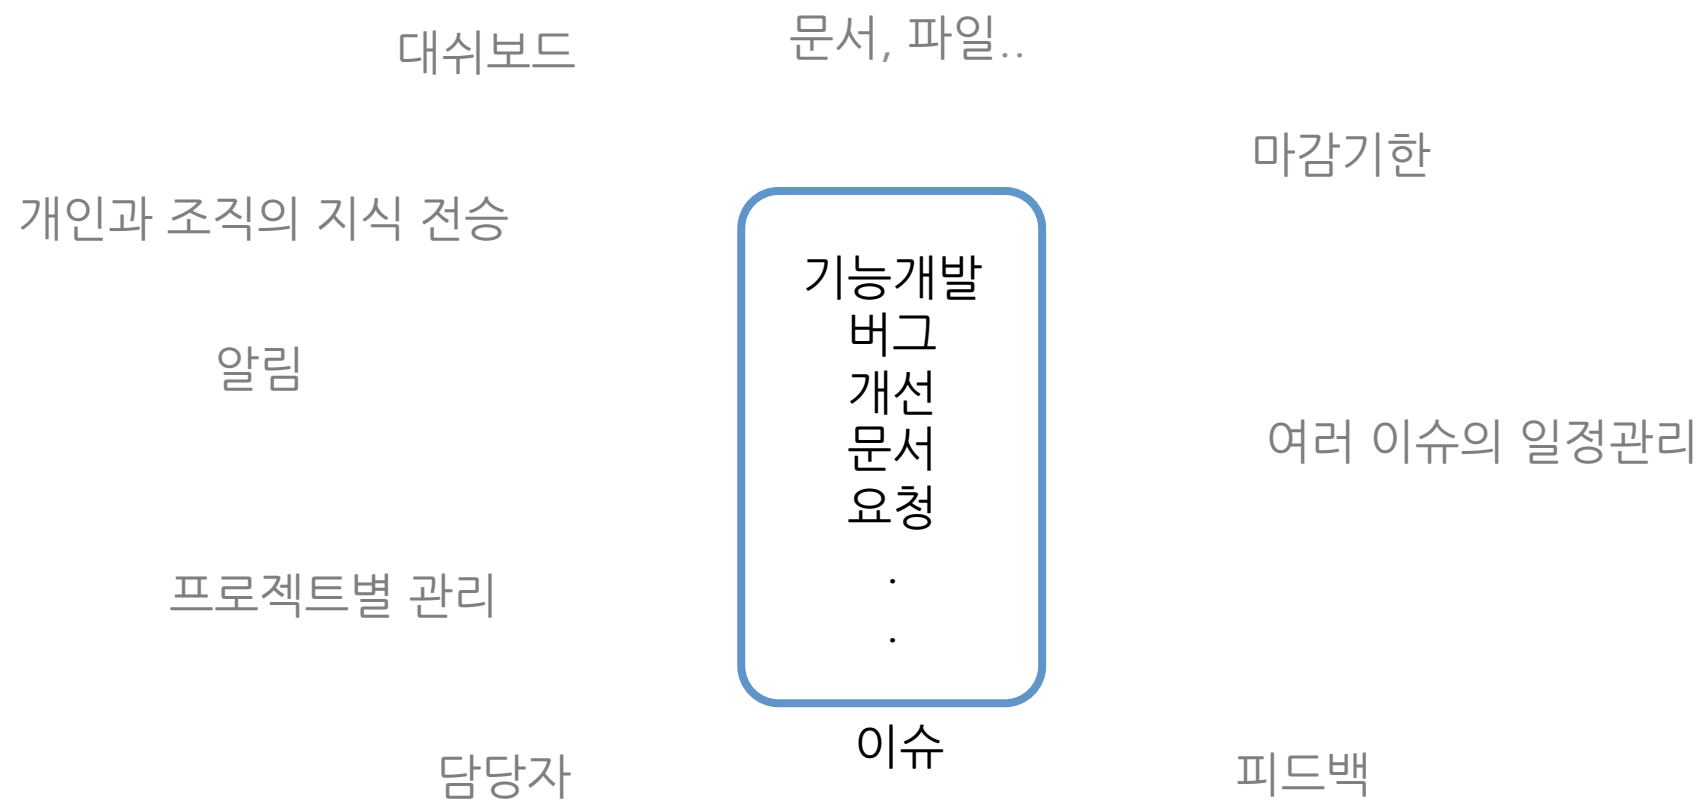 대쉬보드
문서, 파일..
마감기한
개인과 조직의 지식 전승
기능개발
버그
개선
문서
요청
.
.
알림
여러 이슈의 일정관리
프로젝트별 관리
이슈
담당자
피드백